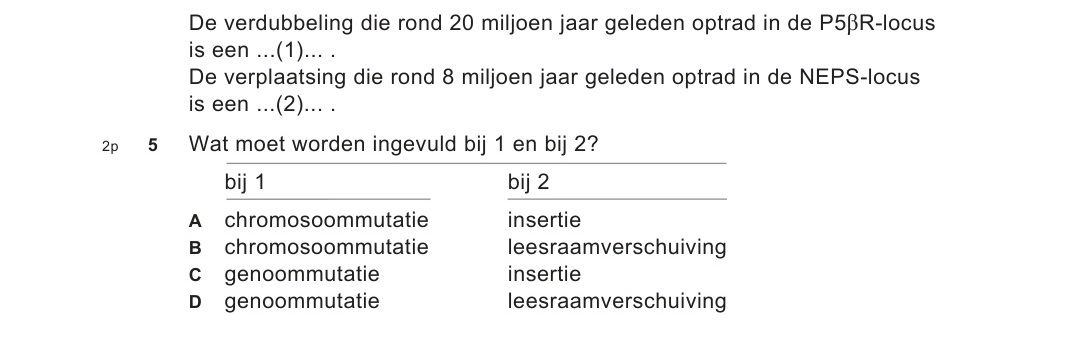 De verdubbeling die rond 20 miljoen jaar geleden optrad in de P5βR-locus
is een ...(1)... .
De verplaatsing die rond 8 miljoen jaar geleden optrad in de NEPS-locus
is een ...(2)... .
2p 5 Wat moet worden ingevuld bij 1 en bij 2?
bij 1 bij 2
A chromosoommutatie insertie
B chromosoommutatie leesraamverschuiving
C genoommutatie insertie
D genoommutatie leesraamverschuiving